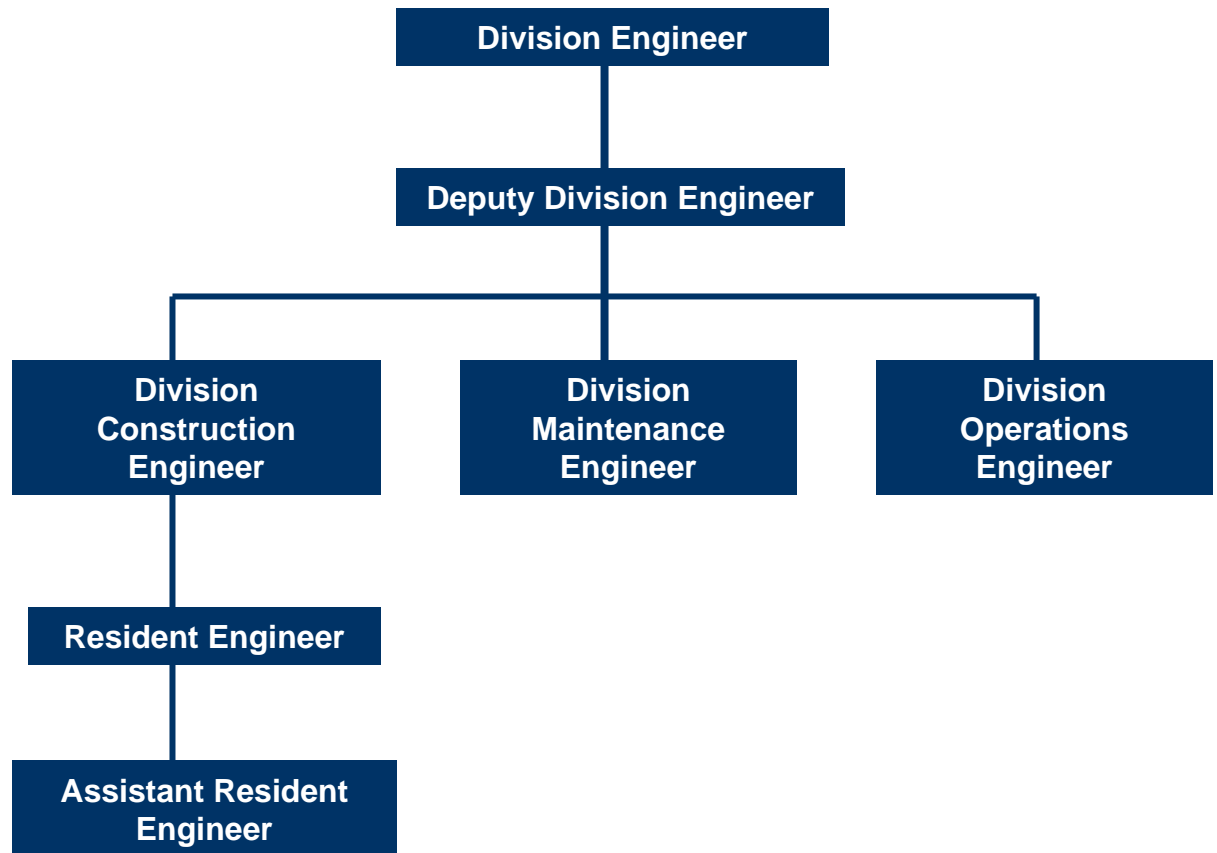 Division Engineer
Deputy Division Engineer
Division
Construction
Engineer
Division
Maintenance
Engineer
Division
Operations
Engineer
Resident Engineer
Assistant Resident
Engineer